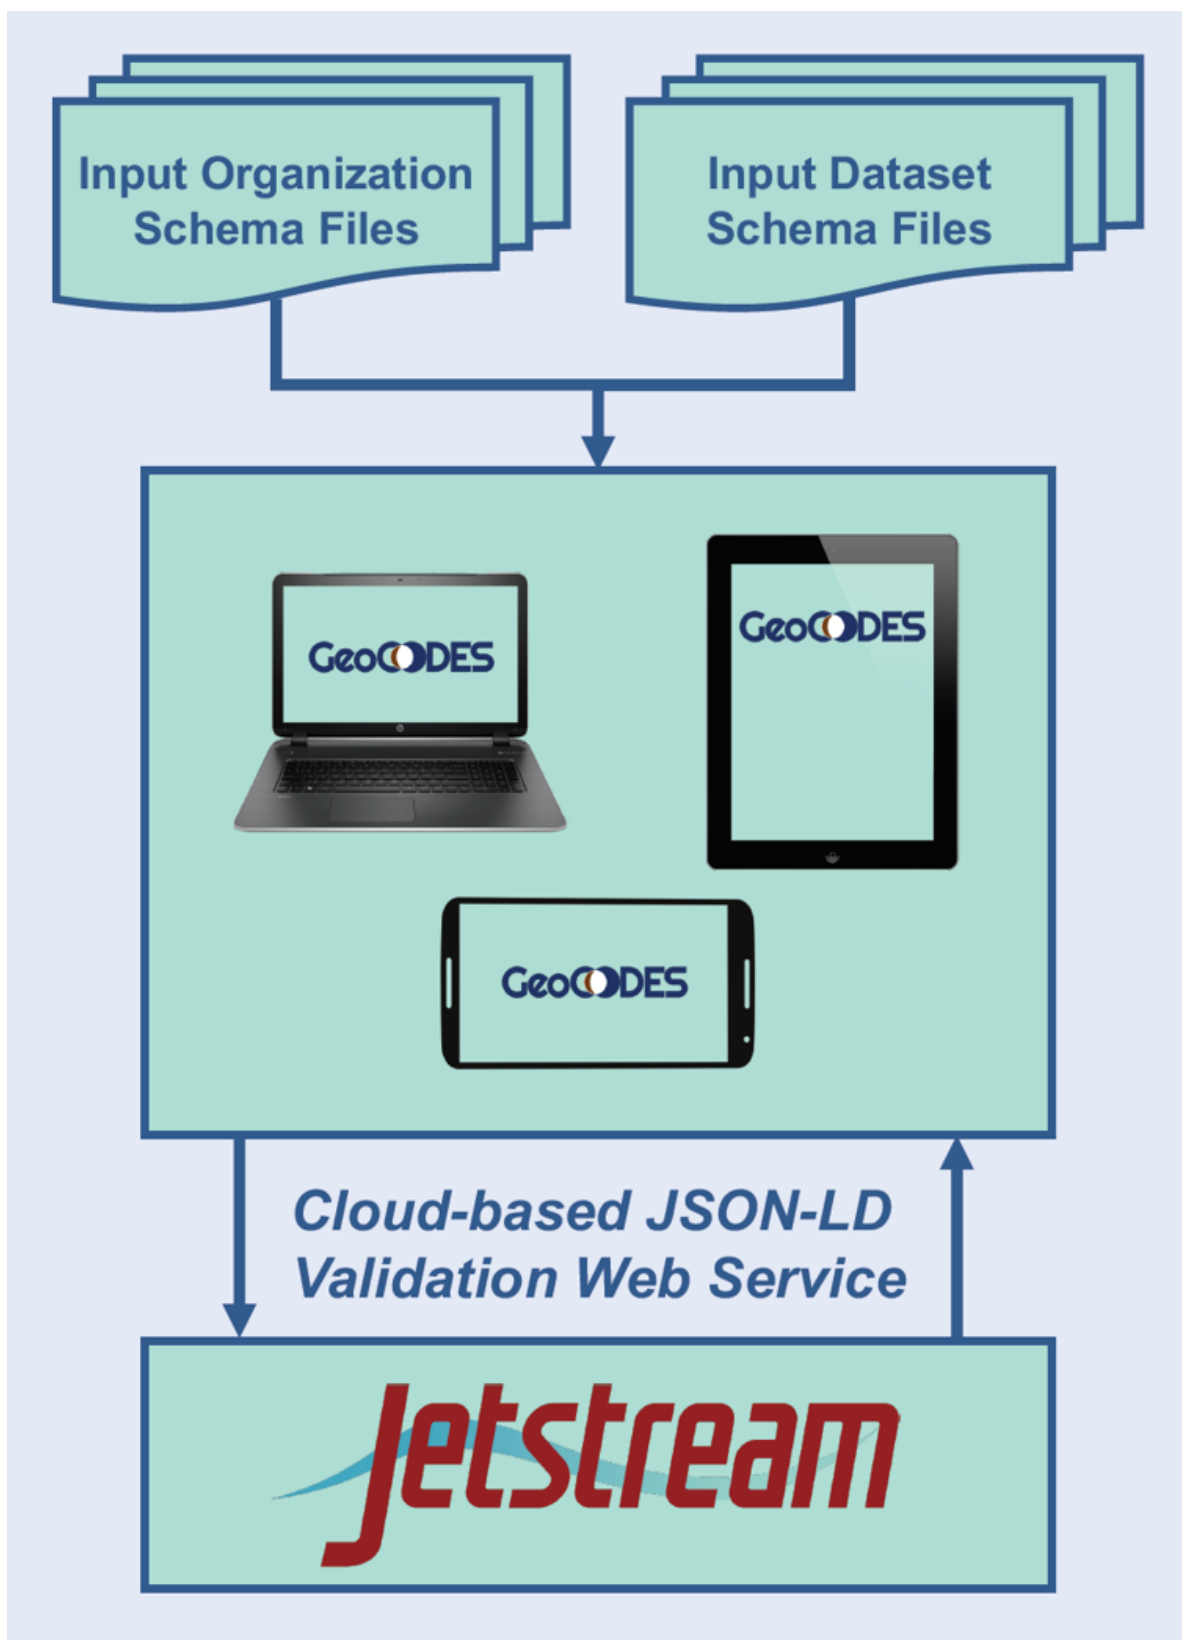 Input Organization
Schema Files
Input Dataset
Schema Files
GeoCODES
GeoCODES
GeoCODES
Cloud-based JSON-LD
Validation Web Service
Jetstream